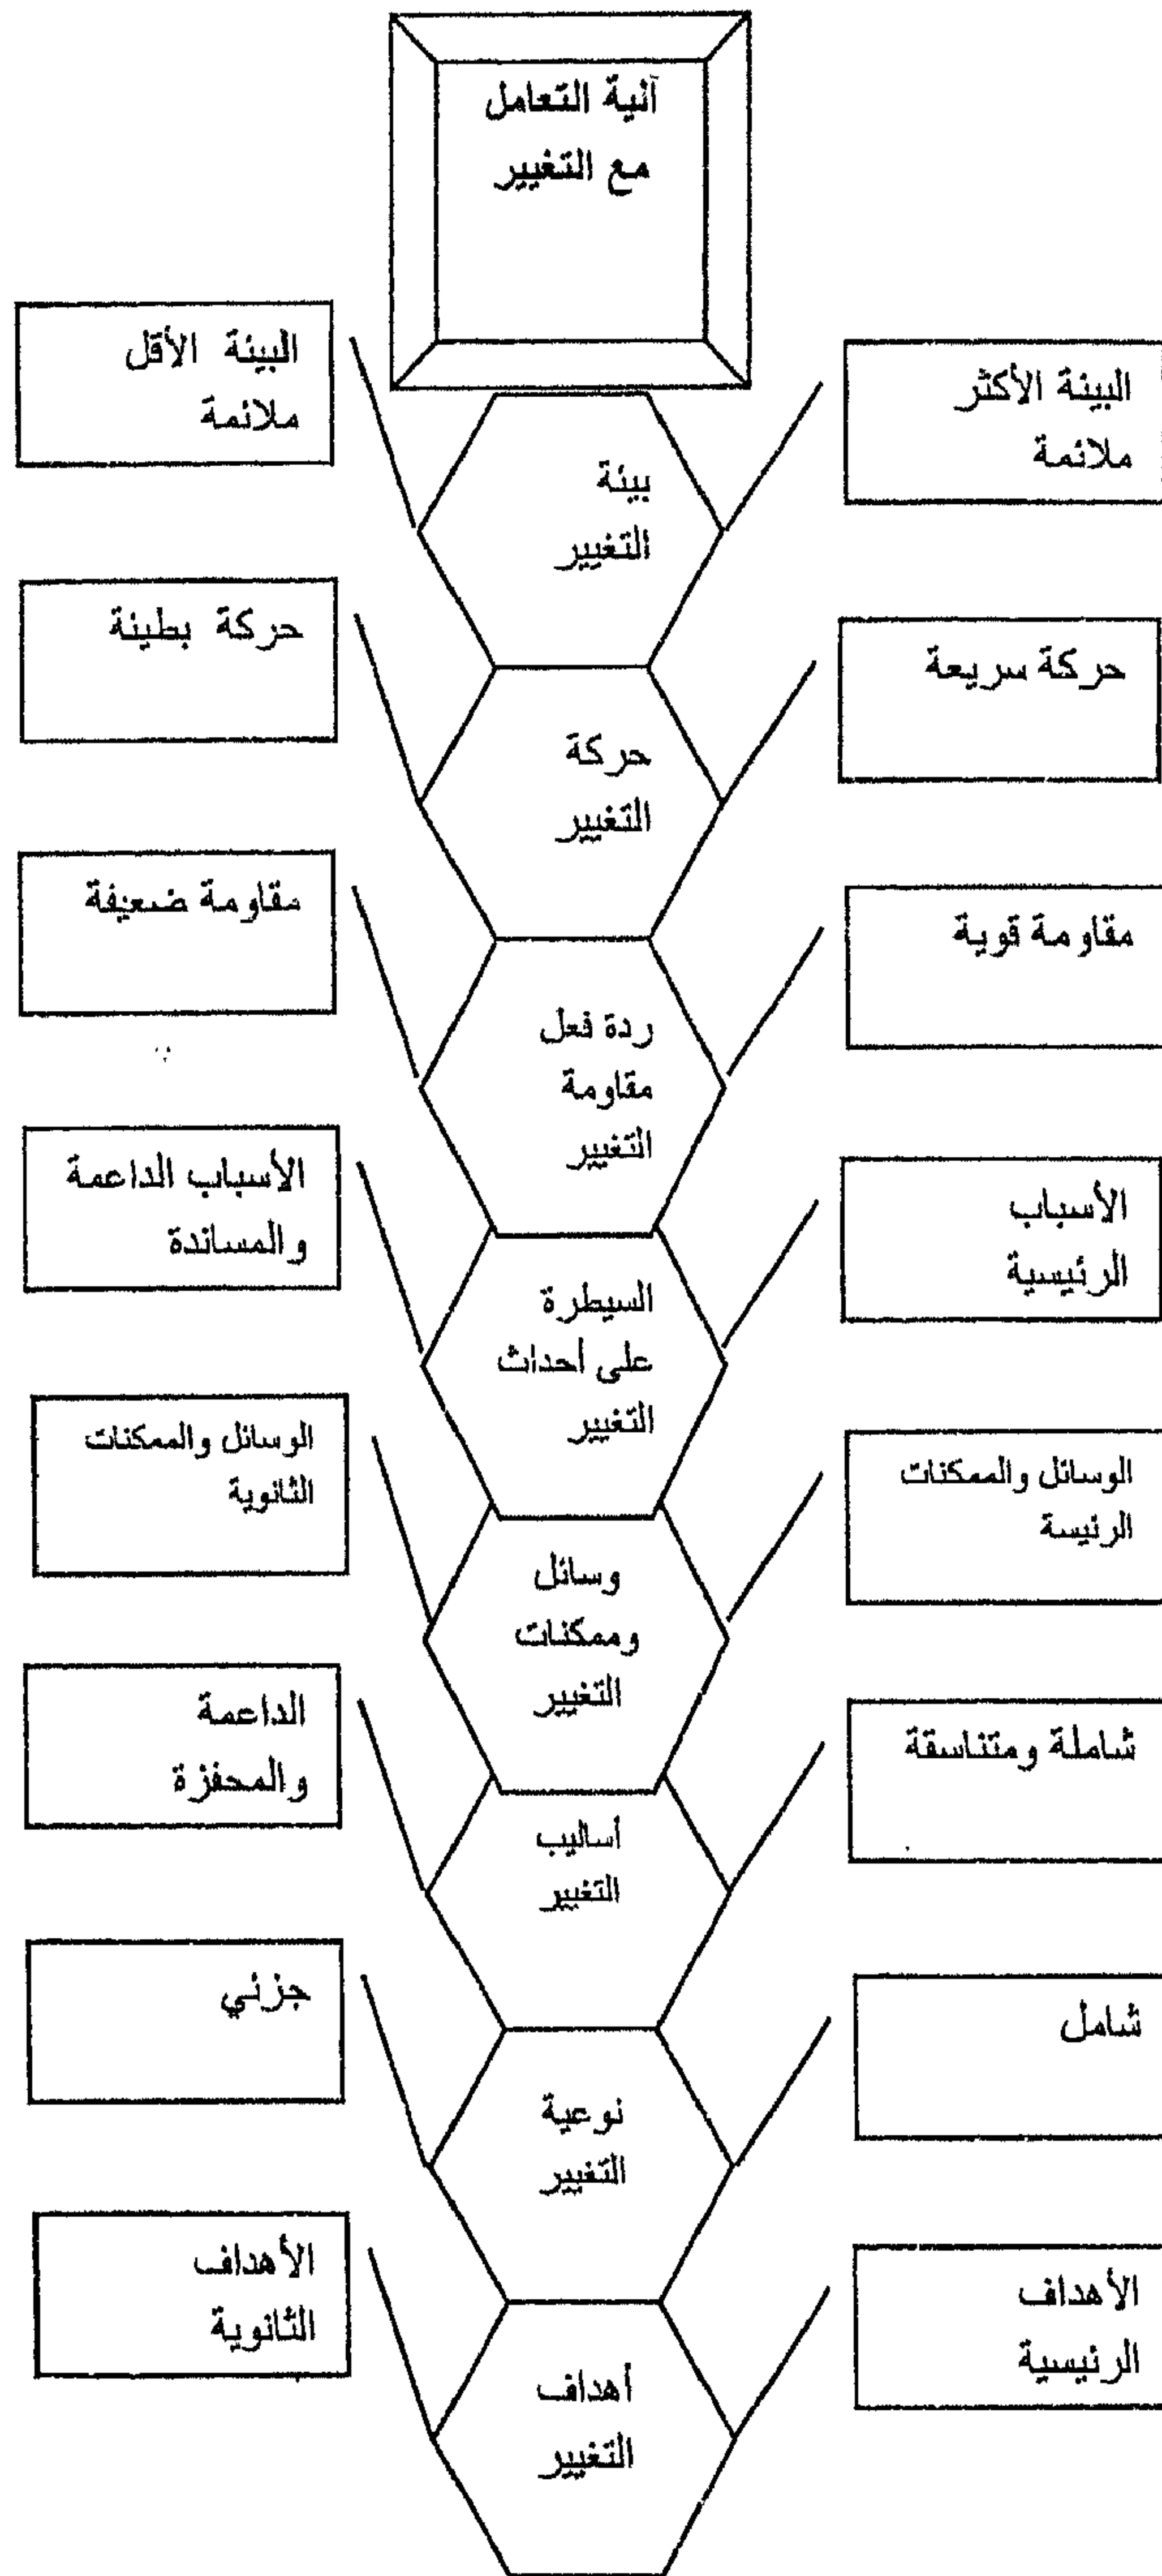 آلية التعامل
مع التغيير
البيئة الأكثر
ملائمة
بيئة
التغيير
البيئة الأقل
ملائمة
حركة سريعة
حركة
التغيير
حركة بطيئة
مقاومة قوية
ردة فعل
مقاومة
التغيير
مقاومة ضعيفة
الأسباب
الرئيسية
السيطرة
على أحداث
التغيير
الأسباب الداعمة
والمساندة
الوسائل والممكنات
الرئيسة
وسائل
وممكنات
التغيير
الوسائل والممكنات
الثانوية
شاملة ومتناسقة
أساليب
التغيير
الداعمة
والمحفزة
شامل
نوعية
التغيير
جزئي
الأهداف
الرئيسية
أهداف
التغيير
الأهداف
الثانوية